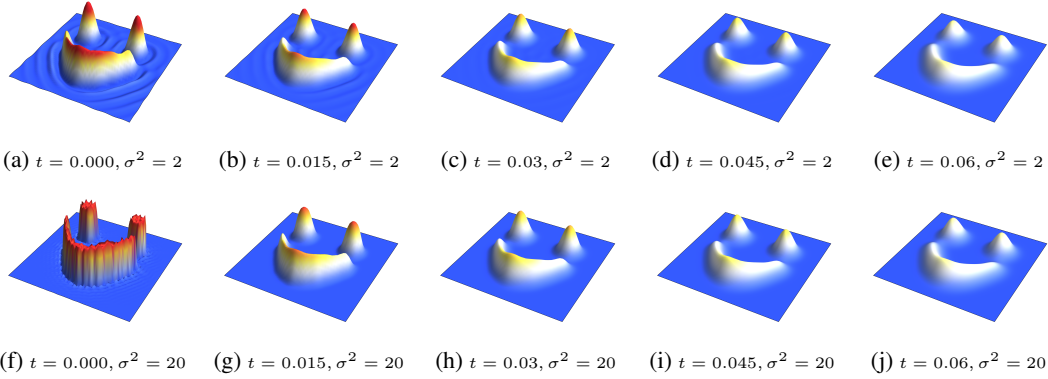 (a) t = 0.000, σ² = 2 (b) t = 0.015, σ² = 2 (c) t = 0.03, σ² = 2 (d) t = 0.045, σ² = 2 (e) t = 0.06, σ² = 2
(f) t = 0.000, σ² = 20 (g) t = 0.015, σ² = 20 (h) t = 0.03, σ² = 20 (i) t = 0.045, σ² = 20 (j) t = 0.06, σ² = 20